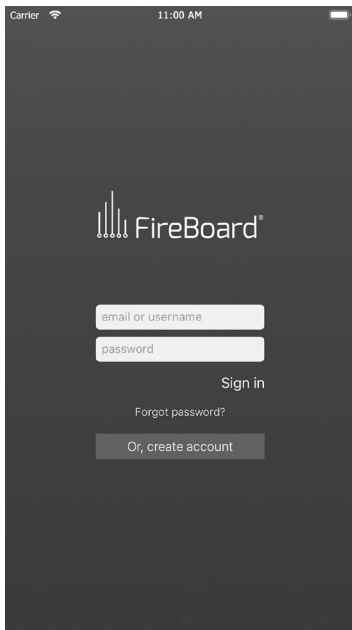 Carrier 11:00 AM
FireBoard®
email or username
password
Sign in
Forgot password?
Or, create account